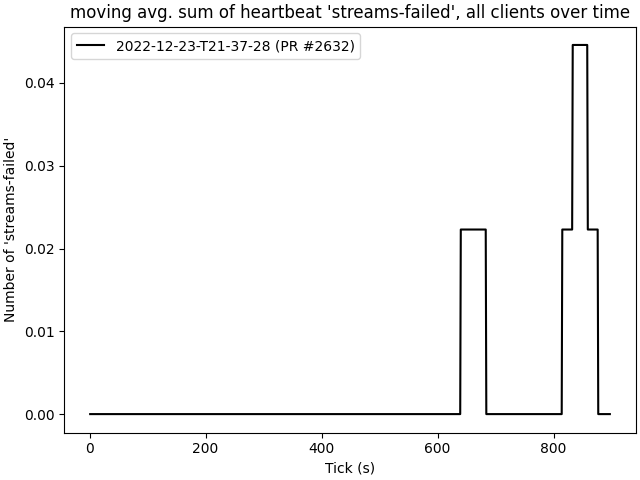 moving avg. sum of heartbeat 'streams-failed', all clients over time
2022-12-23-T21-37-28 (PR #2632)
Number of 'streams-failed'
0.04
0.03
0.02
0.01
0.00
0 200 400 600 800
Tick (s)